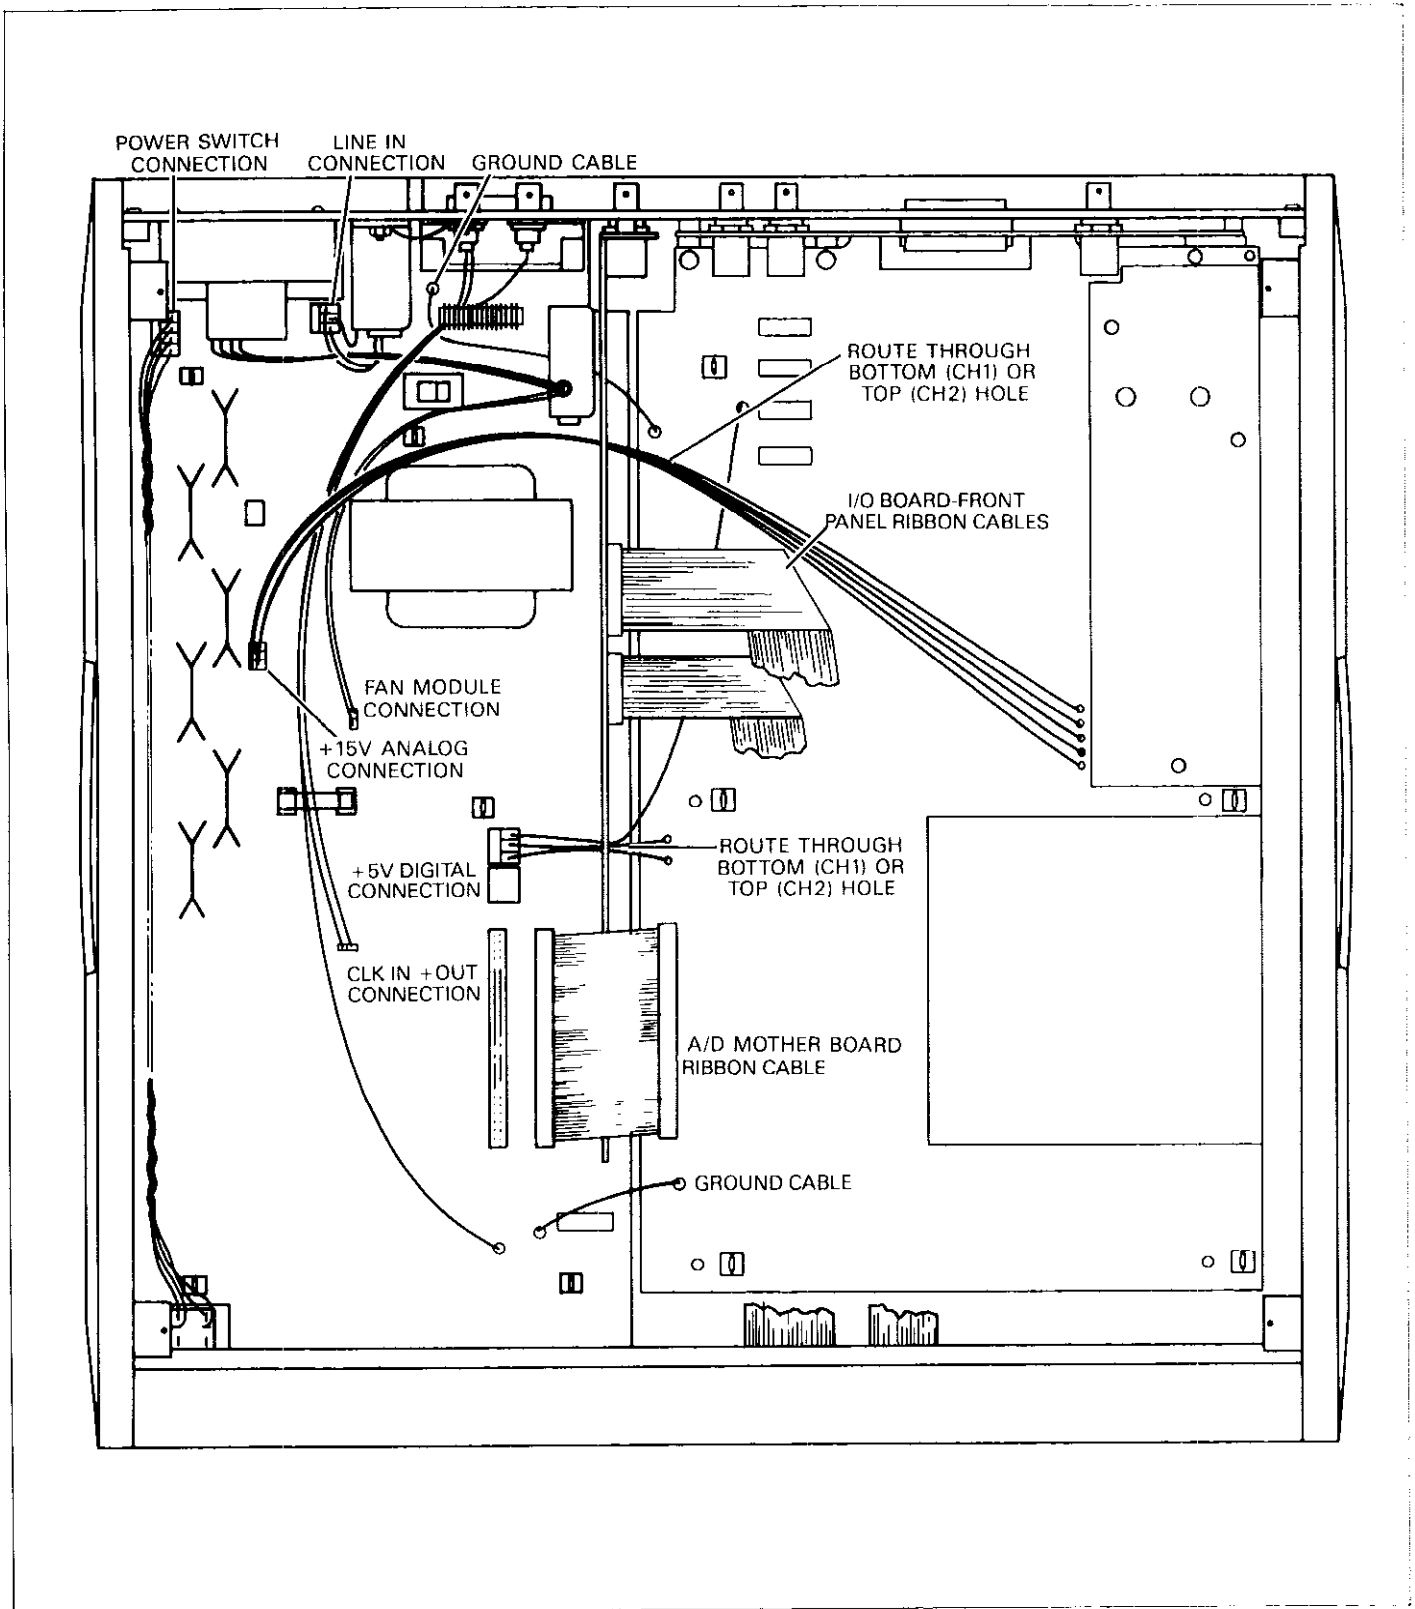 POWER SWITCH
CONNECTION
LINE IN
CONNECTION
GROUND CABLE
ROUTE THROUGH
BOTTOM (CH1) OR
TOP (CH2) HOLE
I/O BOARD-FRONT
PANEL RIBBON CABLES
FAN MODULE
CONNECTION
+15V ANALOG
CONNECTION
+5V DIGITAL
CONNECTION
ROUTE THROUGH
BOTTOM (CH1) OR
TOP (CH2) HOLE
CLK IN +OUT
CONNECTION
A/D MOTHER BOARD
RIBBON CABLE
GROUND CABLE